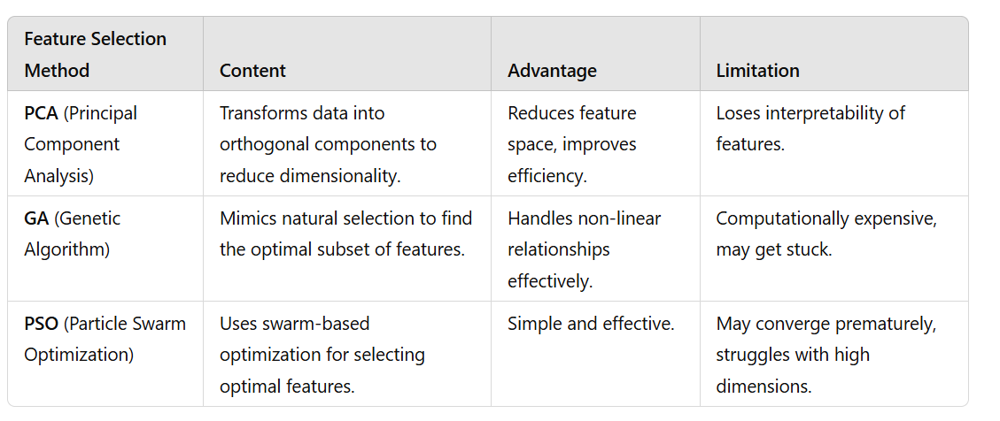 Feature Selection
Method
Content
Advantage
Limitation
PCA (Principal
Component
Analysis)
Transforms data into
orthogonal components to
reduce dimensionality.
Reduces feature
space, improves
efficiency.
Loses interpretability of
features.
GA (Genetic
Algorithm)
Mimics natural selection to find
the optimal subset of features.
Handles non-linear
relationships
effectively.
Computationally expensive,
may get stuck.
PSO (Particle Swarm
Optimization)
Uses swarm-based
optimization for selecting
optimal features.
Simple and effective.
May converge prematurely,
struggles with high
dimensions.